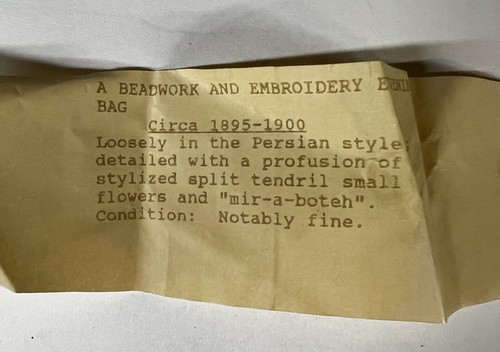 A BEADWORK AND EMBROIDERY EVENIN
BAG
Circa 1895-1900
Loosely in the Persian style;
detailed with a profusion of
stylized split tendril small
flowers and "mir-a-boteh".
Condition: Notably fine.